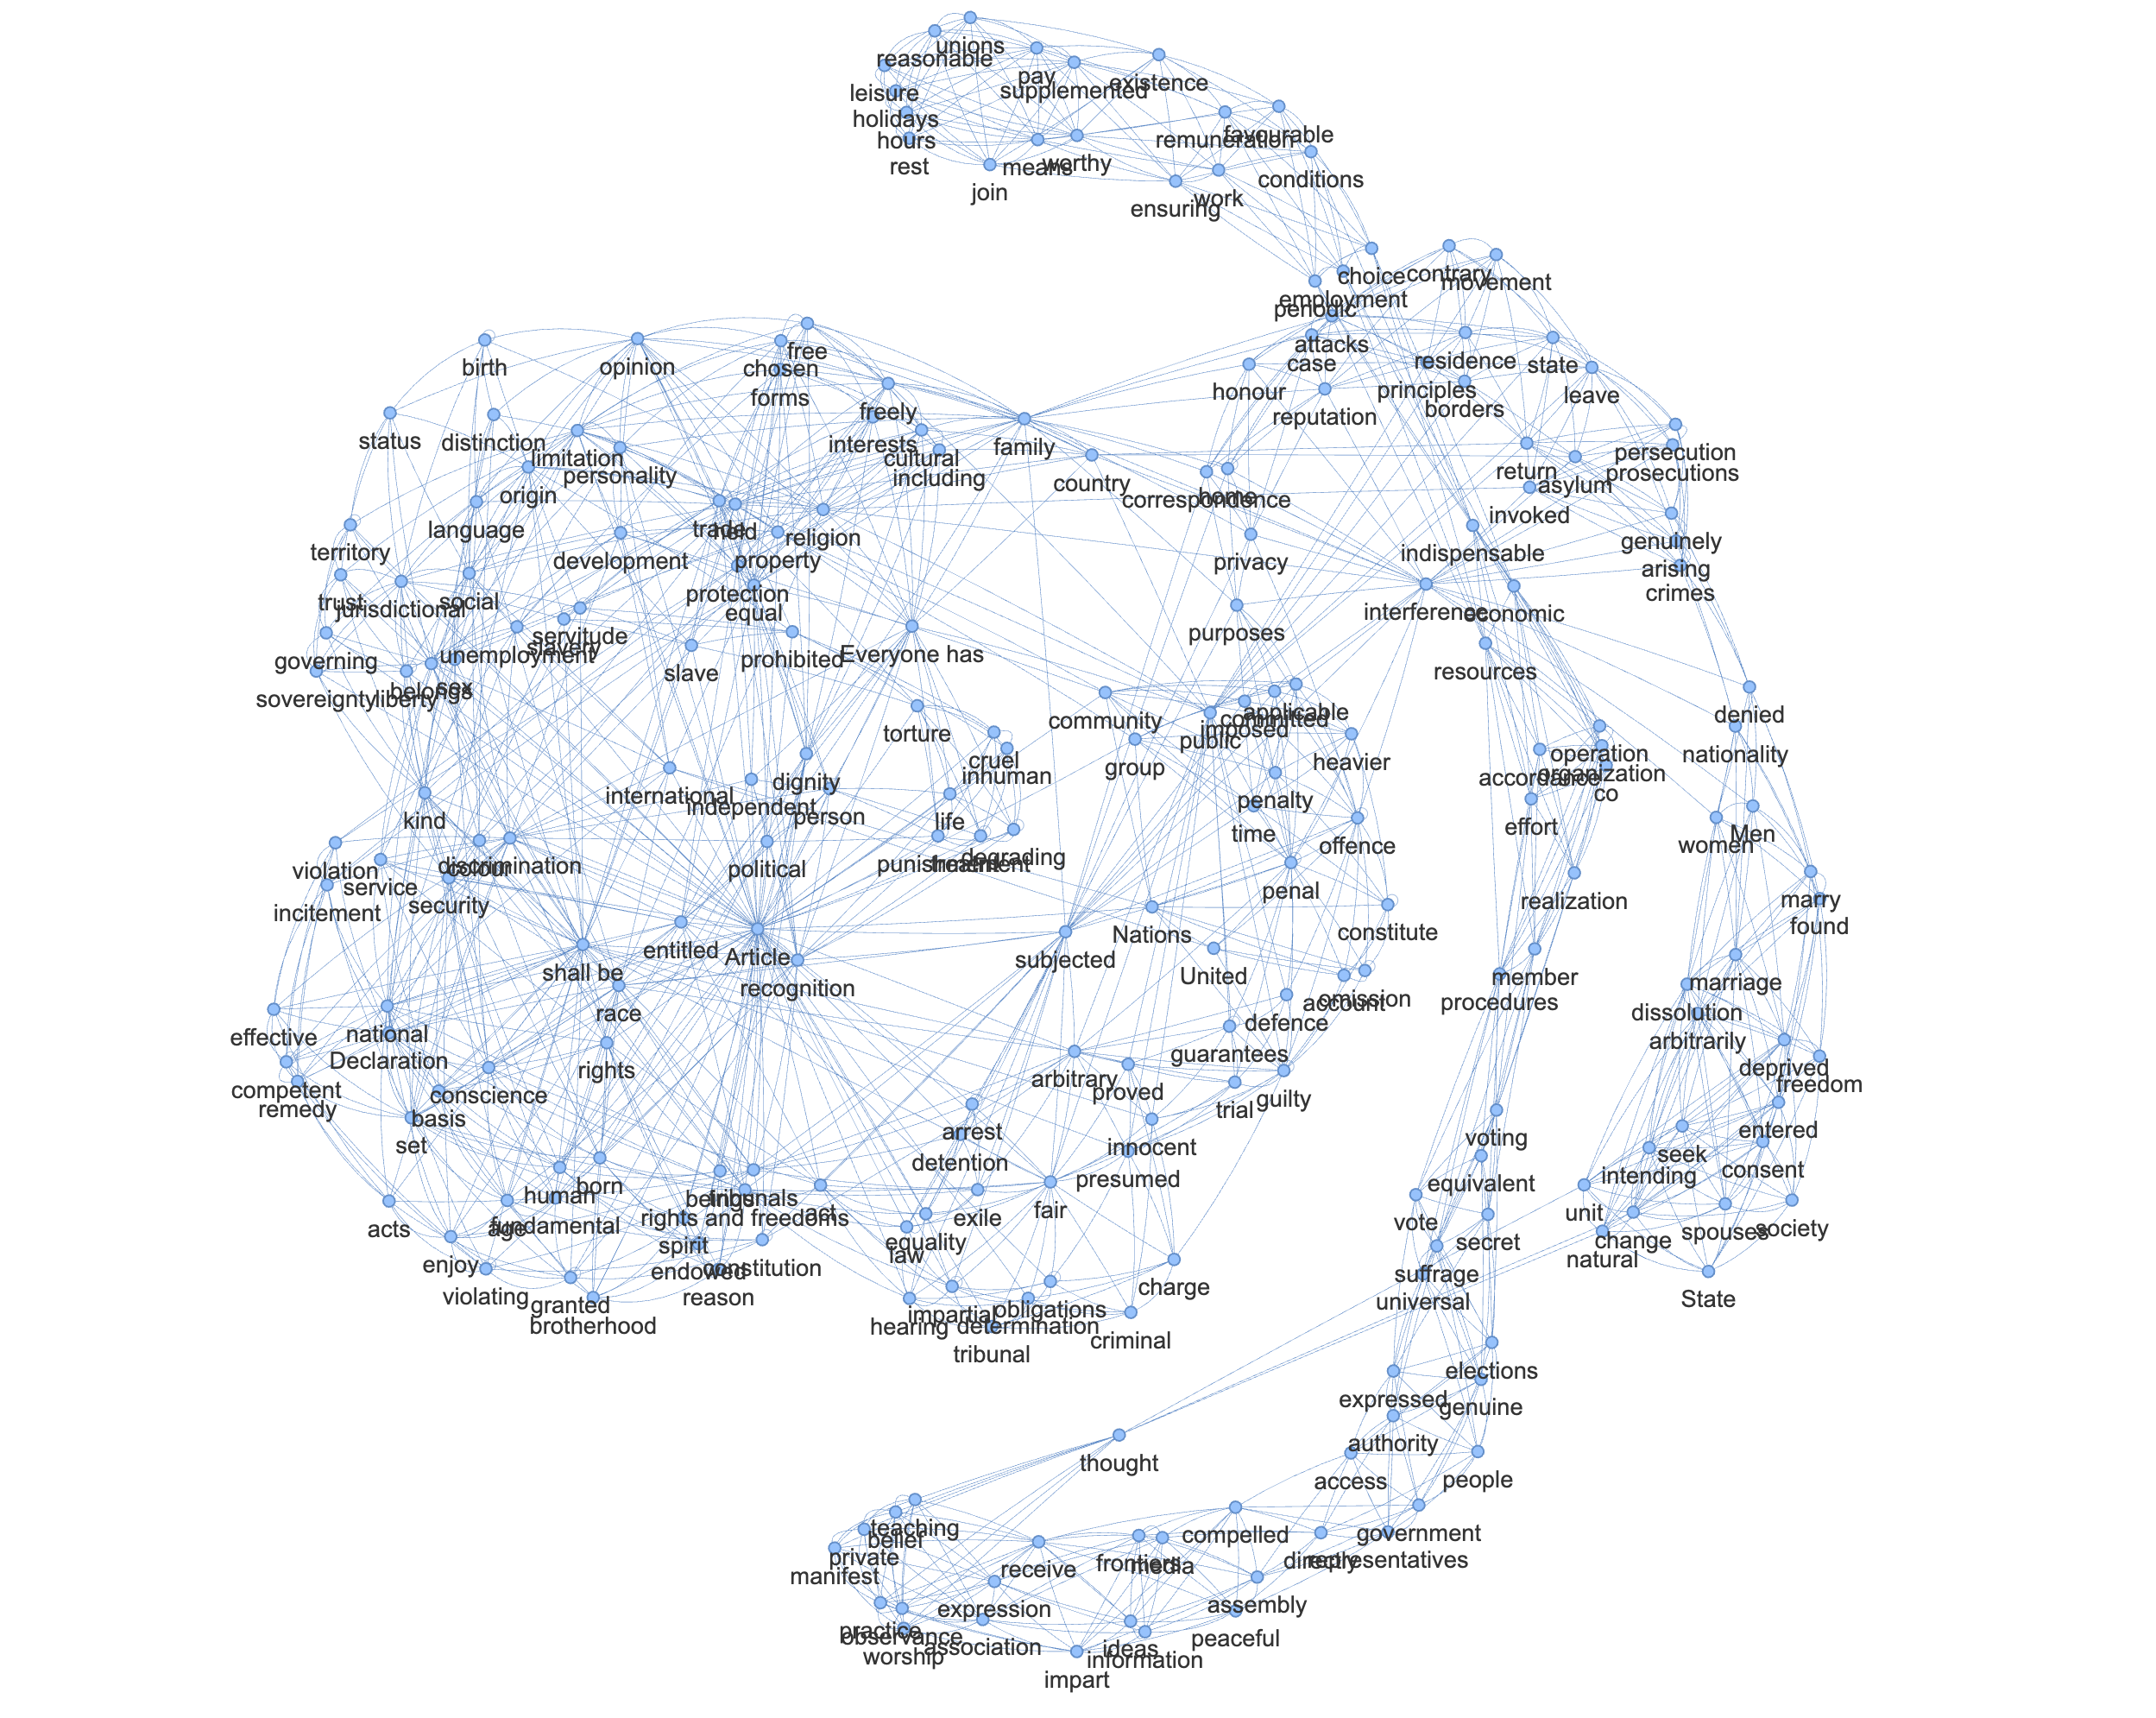 unions
reasonable
pay
existence
supplemented
leisure
holidays
favourable
remuneration
hours
worthy
rest
means
conditions
join
work
ensuring
choice
contrary
movement
employment
periodic
attacks
free
case
residence
state
birth
opinion
chosen
honour
principles
leave
forms
borders
freely
reputation
status
distinction
interests
family
cultural
limitation
persecution
personality
return
prosecutions
including
country
asylum
origin
correspondence
home
invoked
language
trade
held
religion
genuinely
territory
indispensable
development
property
privacy
arising
protection
crimes
trust
jurisdictional
social
equal
interference
economic
servitude
purposes
slavery
unemployment
prohibited
Everyone has
governing
slave
resources
belongs
sex
sovereignty
liberty
applicable
denied
community
committed
imposed
torture
public
operation
nationality
cruel
heavier
group
inhuman
organization
accordance
dignity
international
co
penalty
independent
person
kind
life
effort
time
Men
women
offence
degrading
discrimination
colour
punishment
treatment
political
violation
service
penal
marry
realization
security
incitement
found
constitute
Nations
entitled
Article
subjected
shall be
United
member
marriage
recognition
omission
account
procedures
race
dissolution
defence
national
effective
arbitrarily
guarantees
Declaration
deprived
rights
arbitrary
freedom
competent
proved
conscience
guilty
remedy
trial
basis
entered
arrest
voting
set
innocent
seek
detention
consent
intending
presumed
equivalent
born
human
beings
tribunals
fair
unit
act
exile
rights and freedoms
vote
fundamental
age
acts
society
spouses
change
equality
secret
spirit
law
natural
enjoy
endowed
constitution
suffrage
charge
violating
reason
State
universal
granted
obligations
impartial
brotherhood
hearing
determination
criminal
tribunal
elections
expressed
genuine
authority
thought
people
access
teaching
government
compelled
belief
private
directly
representatives
frontiers
media
receive
manifest
assembly
expression
practice
observance
peaceful
association
ideas
worship
information
impart